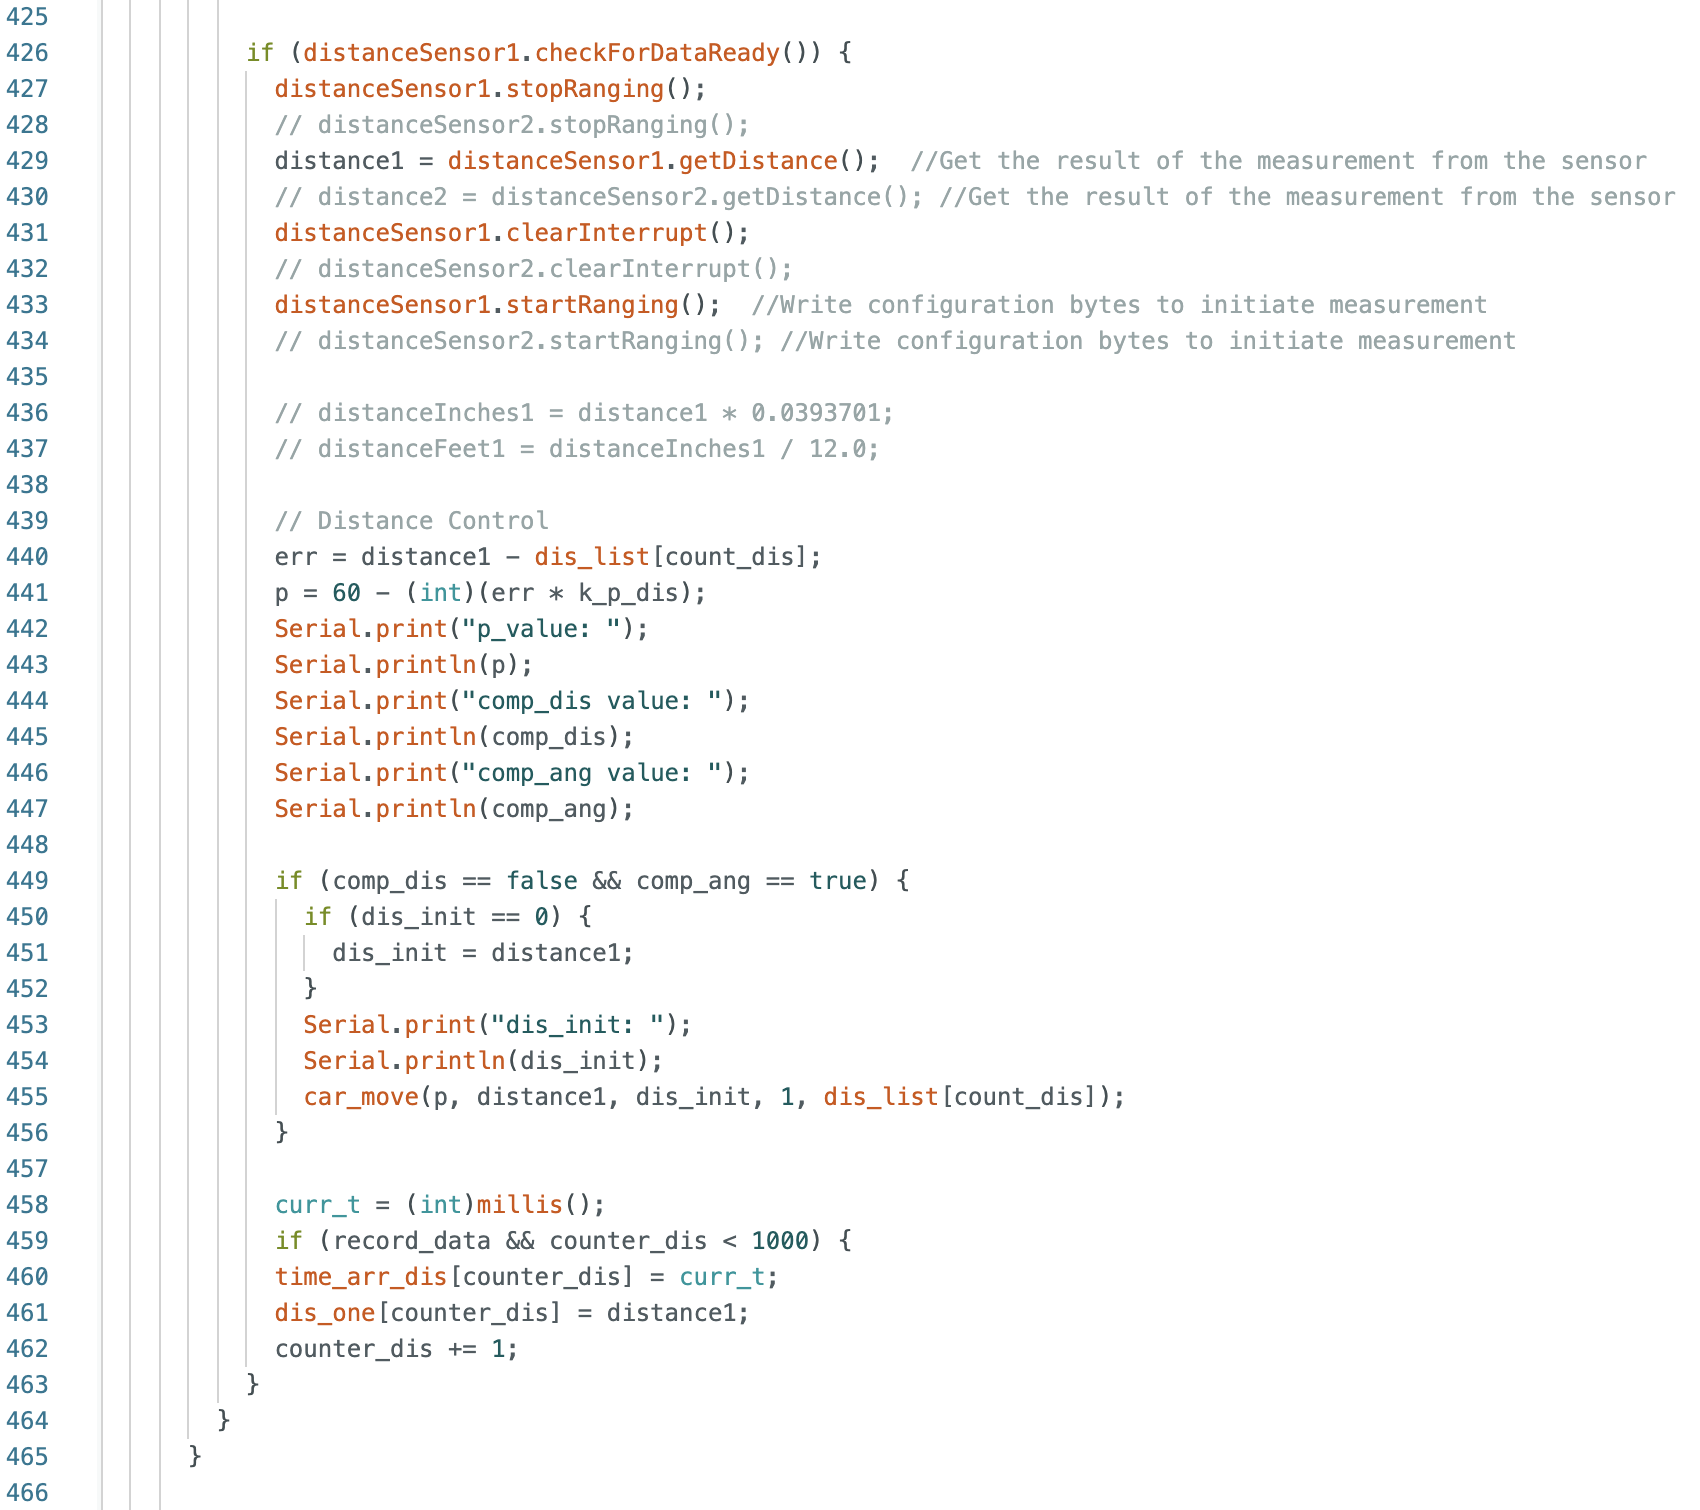 425
426 if (distanceSensor1.checkForDataReady()) {
427 distanceSensor1.stopRanging();
428 // distanceSensor2.stopRanging();
429 distance1 = distanceSensor1.getDistance();  //Get the result of the measurement from the sensor
430 // distance2 = distanceSensor2.getDistance(); //Get the result of the measurement from the sensor
431 distanceSensor1.clearInterrupt();
432 // distanceSensor2.clearInterrupt();
433 distanceSensor1.startRanging();  //Write configuration bytes to initiate measurement
434 // distanceSensor2.startRanging(); //Write configuration bytes to initiate measurement
435
436 // distanceInches1 = distance1 * 0.0393701;
437 // distanceFeet1 = distanceInches1 / 12.0;
438
439 // Distance Control
440 err = distance1 - dis_list[count_dis];
441 p = 60 - (int)(err * k_p_dis);
442 Serial.print("p_value: ");
443 Serial.println(p);
444 Serial.print("comp_dis value: ");
445 Serial.println(comp_dis);
446 Serial.print("comp_ang value: ");
447 Serial.println(comp_ang);
448
449 if (comp_dis == false && comp_ang == true) {
450 if (dis_init == 0) {
451 dis_init = distance1;
452 }
453 Serial.print("dis_init: ");
454 Serial.println(dis_init);
455 car_move(p, distance1, dis_init, 1, dis_list[count_dis]);
456 }
457
458 curr_t = (int)millis();
459 if (record_data && counter_dis < 1000) {
460 time_arr_dis[counter_dis] = curr_t;
461 dis_one[counter_dis] = distance1;
462 counter_dis += 1;
463 }
464 }
465 }
466